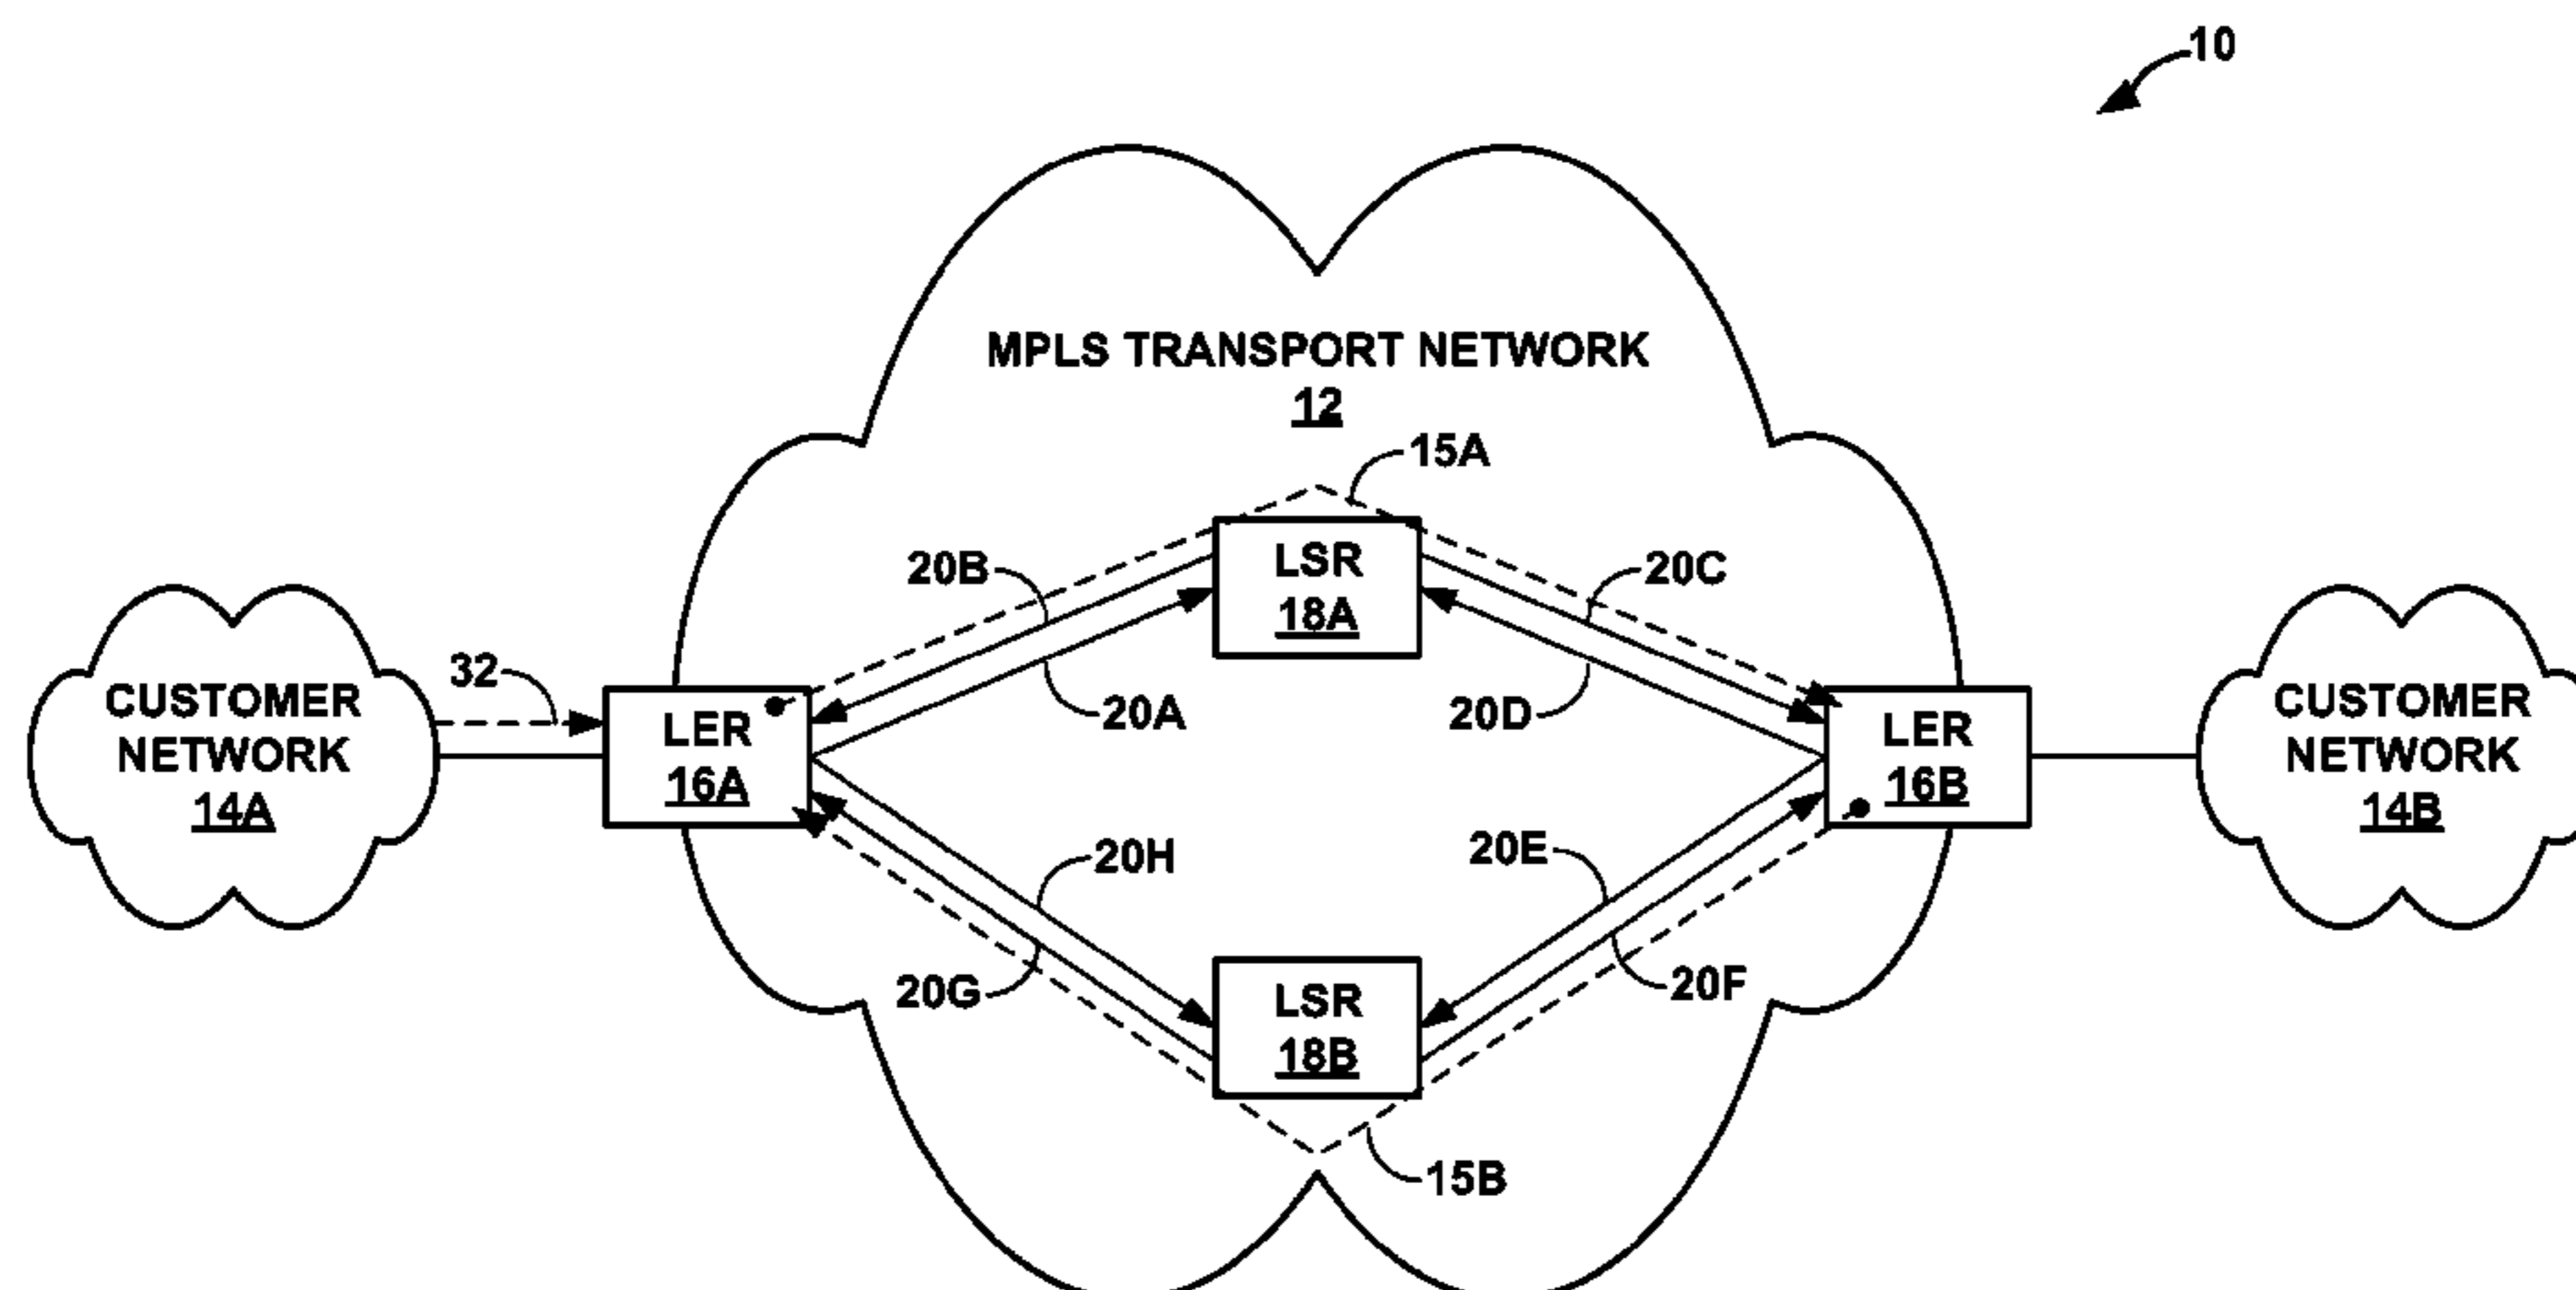 10
MPLS TRANSPORT NETWORK
12
15A
20B
LSR
18A
20C
32
CUSTOMER
NETWORK
14A
LER
16A
20A
20D
LER
16B
CUSTOMER
NETWORK
14B
20H
20E
20G
LSR
18B
20F
15B